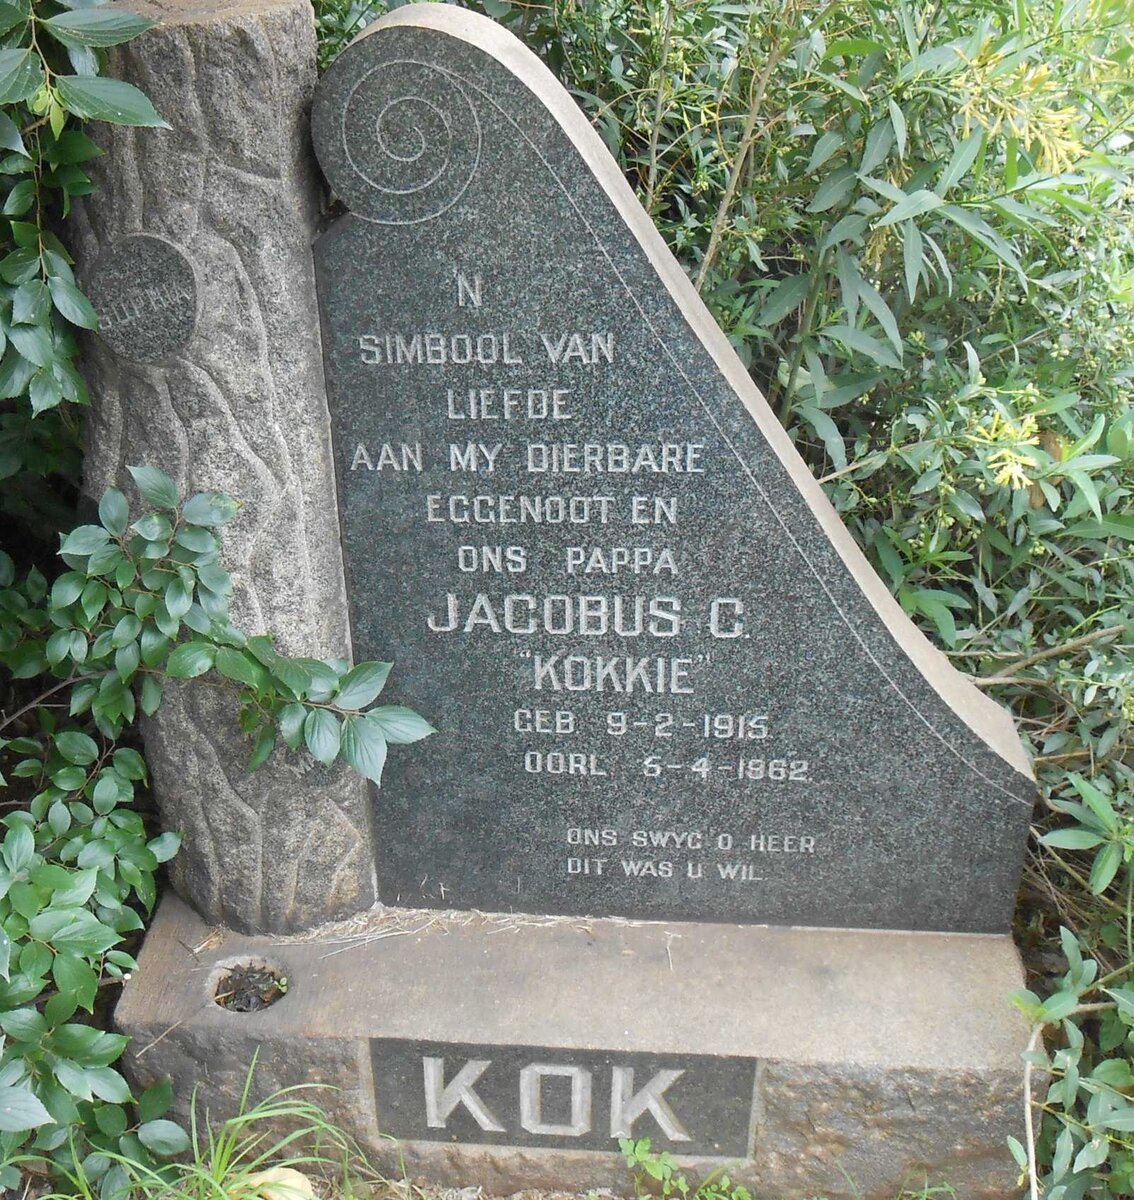 'N
SIMBOOL VAN
LIEFDE
AAN MY DIERBARE
EGGENOOT EN
ONS PAPPA
JACOBUS C.
"KOKKIE"
GEB 9-2-1915
OORL 5-4-1962
ONS SWYG O HEER
DIT WAS U WIL
KOK